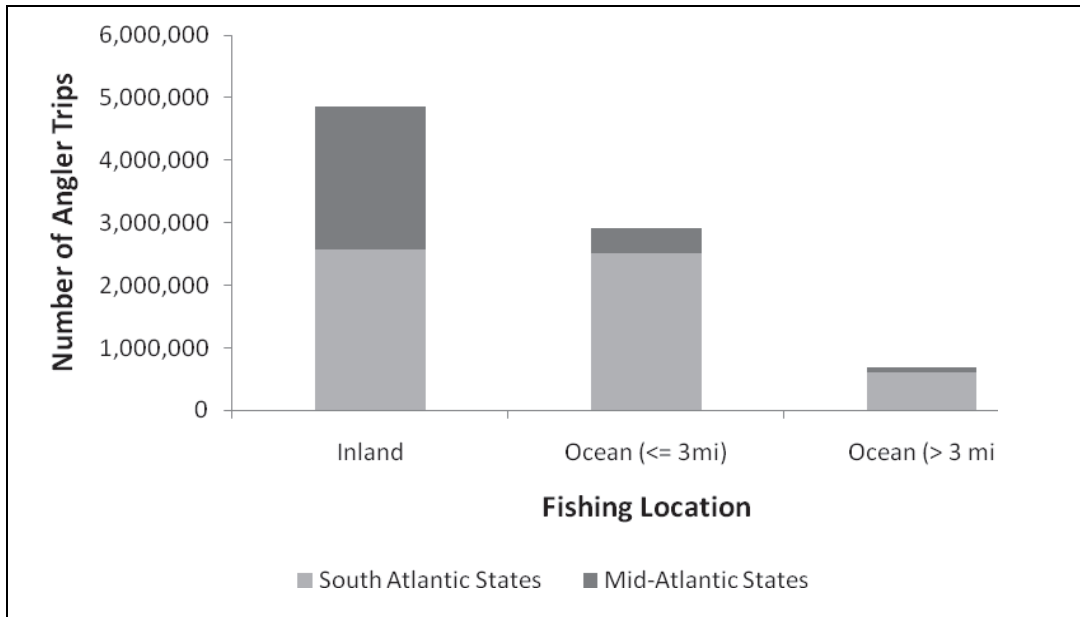 6,000,000
5,000,000
4,000,000
3,000,000
2,000,000
1,000,000
0
Number of Angler Trips
Inland
Ocean (<= 3mi)
Ocean (> 3 mi
Fishing Location
South Atlantic States
Mid-Atlantic States